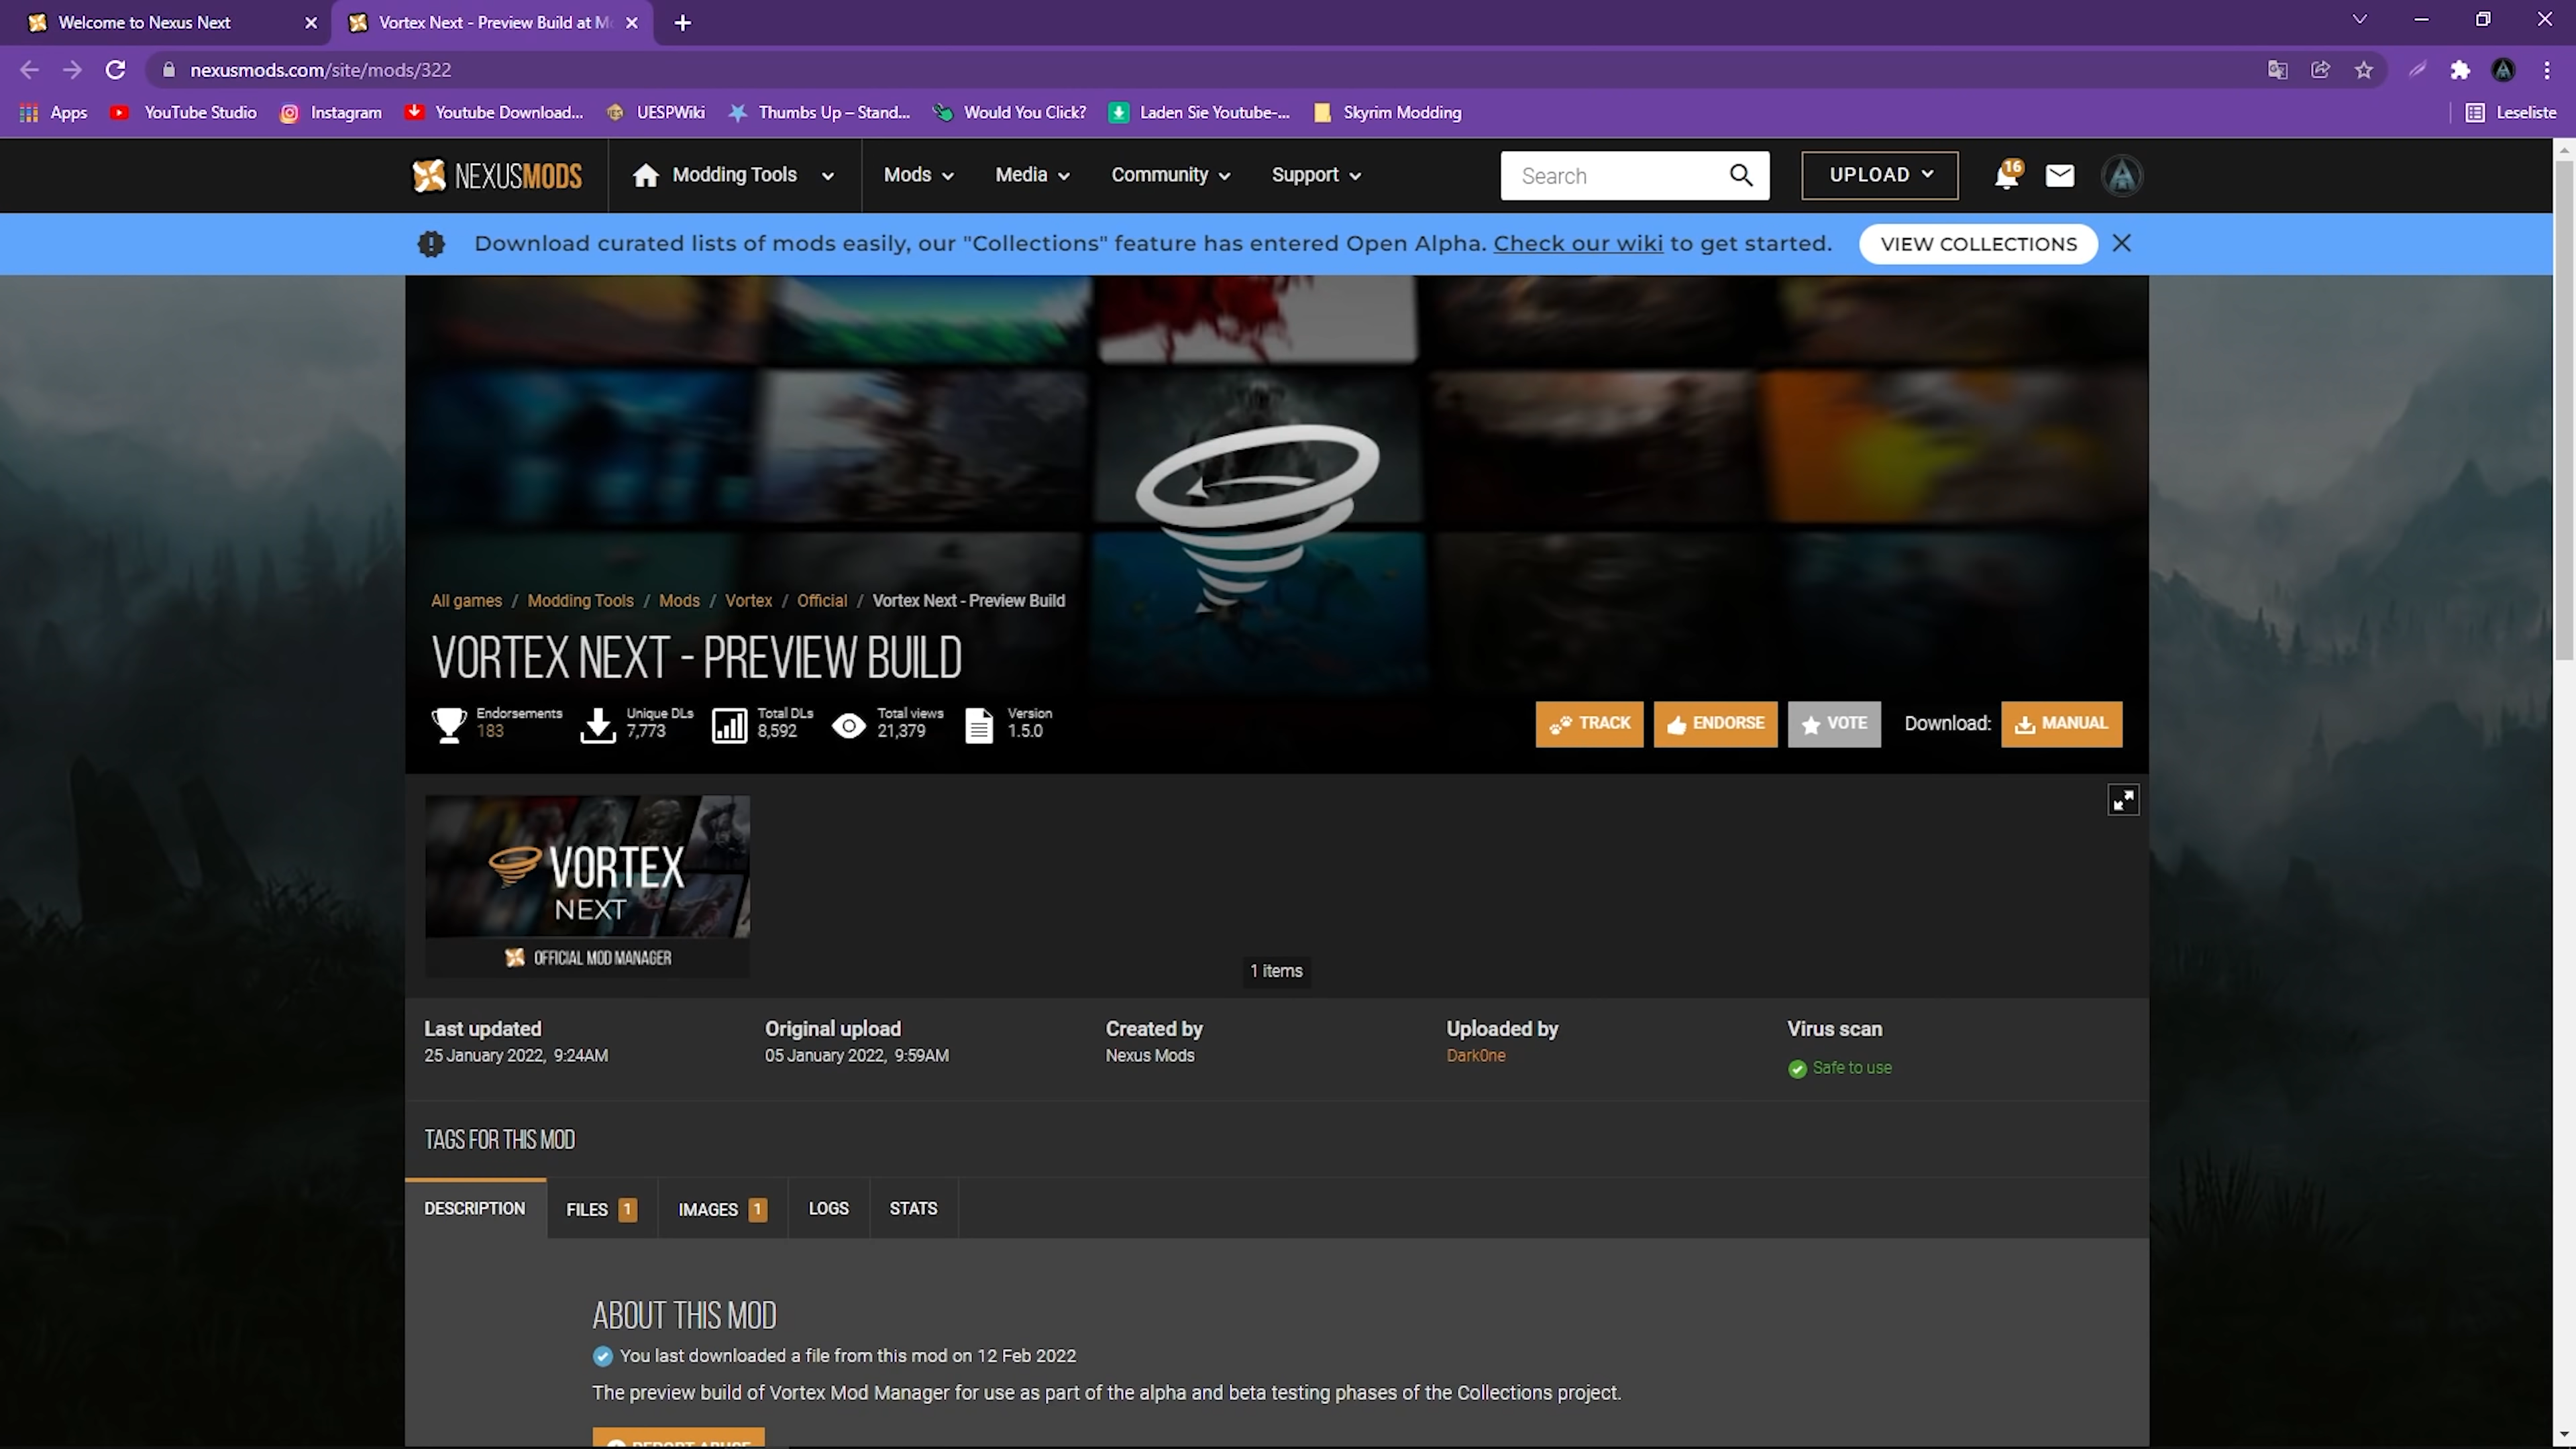 Welcome to Nexus Next
Vortex Next - Preview Build at Mo
nexusmods.com/site/mods/322
Apps YouTube Studio Instagram Youtube Download... UESPWiki Thumbs Up – Stand... Would You Click? Laden Sie Youtube-... Skyrim Modding Leseliste
NEXUSMODS Modding Tools Mods Media Community Support Search UPLOAD 16
Download curated lists of mods easily, our "Collections" feature has entered Open Alpha. Check our wiki to get started. VIEW COLLECTIONS
All games / Modding Tools / Mods / Vortex / Official / Vortex Next - Preview Build
VORTEX NEXT - PREVIEW BUILD
Endorsements Unique DLs Total DLs Total views Version
183 7,773 8,592 21,379 1.5.0
TRACK ENDORSE VOTE Download: MANUAL
VORTEX
NEXT
OFFICIAL MOD MANAGER
1 items
Last updated Original upload Created by Uploaded by Virus scan
25 January 2022, 9:24AM 05 January 2022, 9:59AM Nexus Mods Dark0ne Safe to use
TAGS FOR THIS MOD
DESCRIPTION FILES 1 IMAGES 1 LOGS STATS
ABOUT THIS MOD
You last downloaded a file from this mod on 12 Feb 2022
The preview build of Vortex Mod Manager for use as part of the alpha and beta testing phases of the Collections project.
REPORT ABUSE